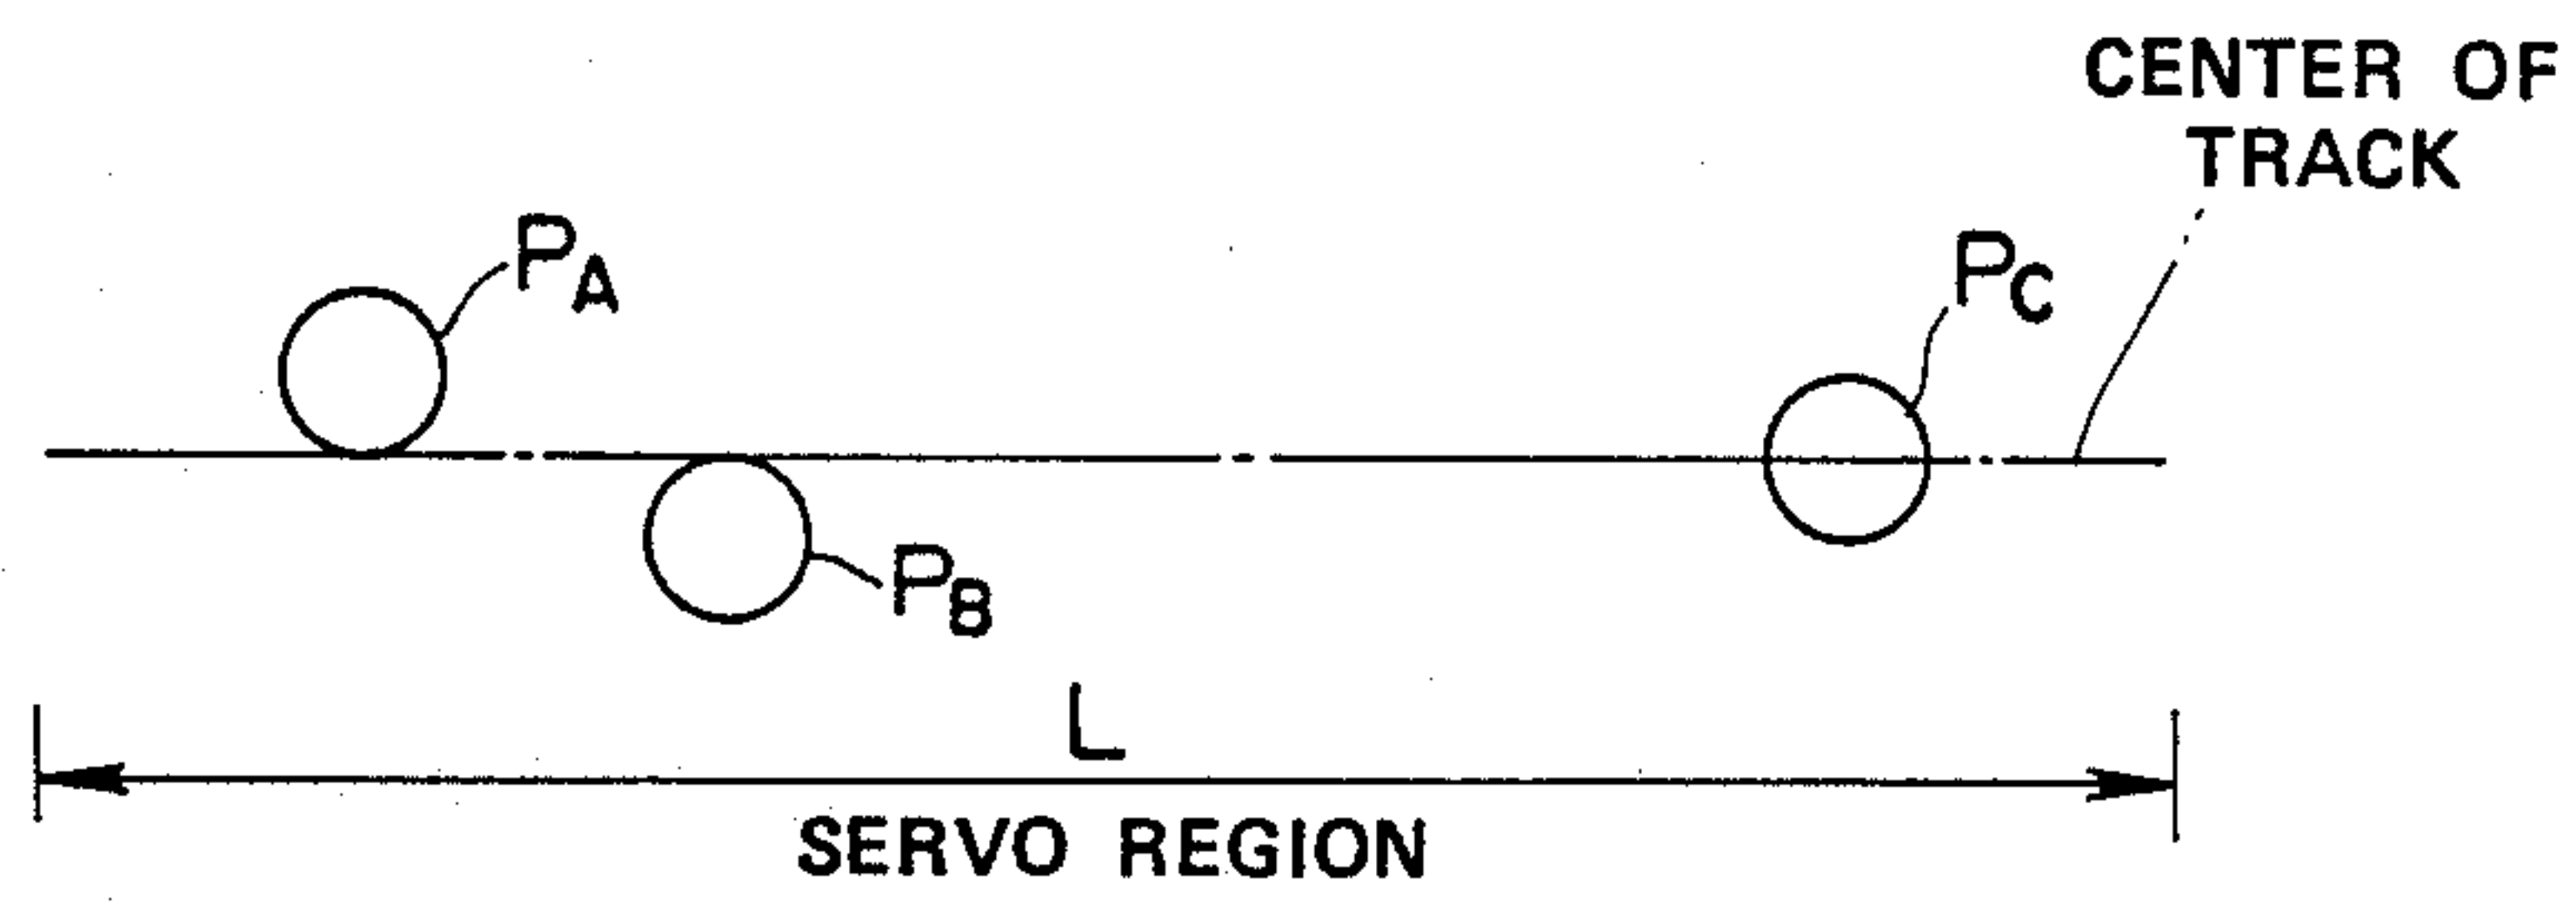 CENTER OF
TRACK
PA
PC
PB
L
SERVO REGION